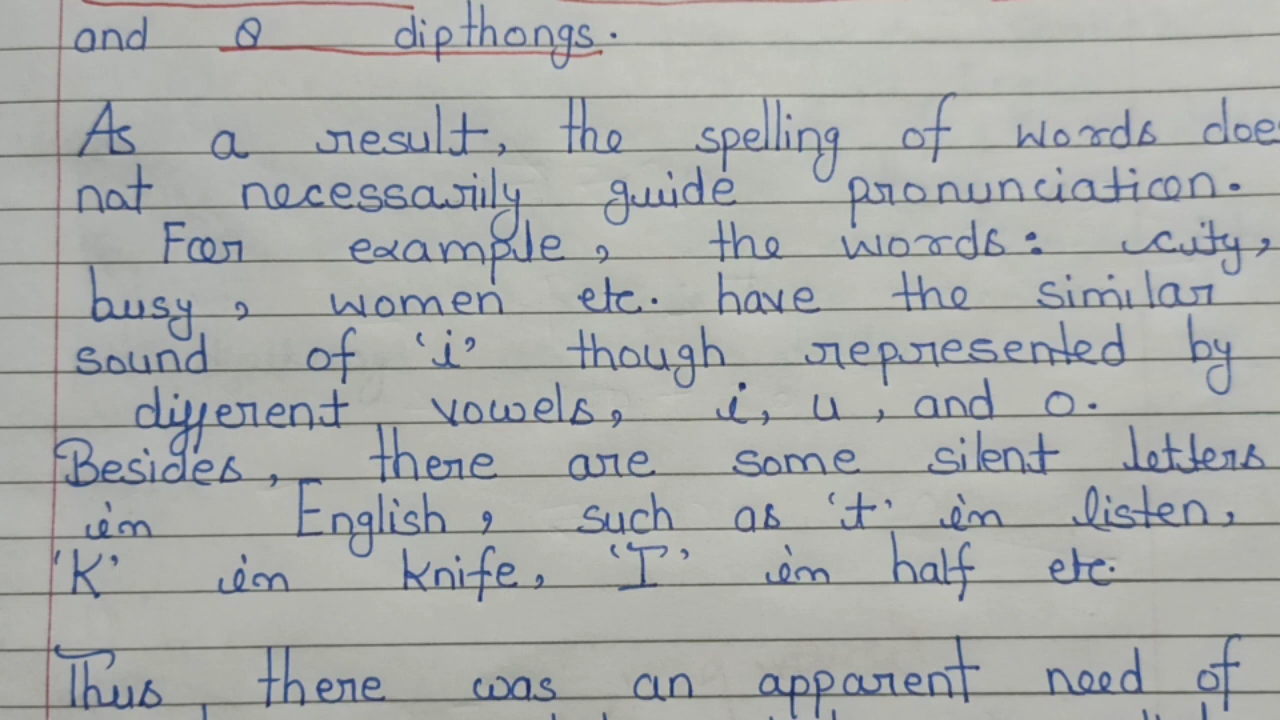 and 8 dipthongs.
As a result, the spelling of words doe
not necessarily guide pronunciation.
For example, the words: city,
busy, women etc. have the similar
sound of 'i' though represented by
different vowels, i, u, and o.
Besides, there are some silent letters
in English, such as 't' in listen,
'K' in knife, 'I' in half etc.
Thus, there was an apparent need of